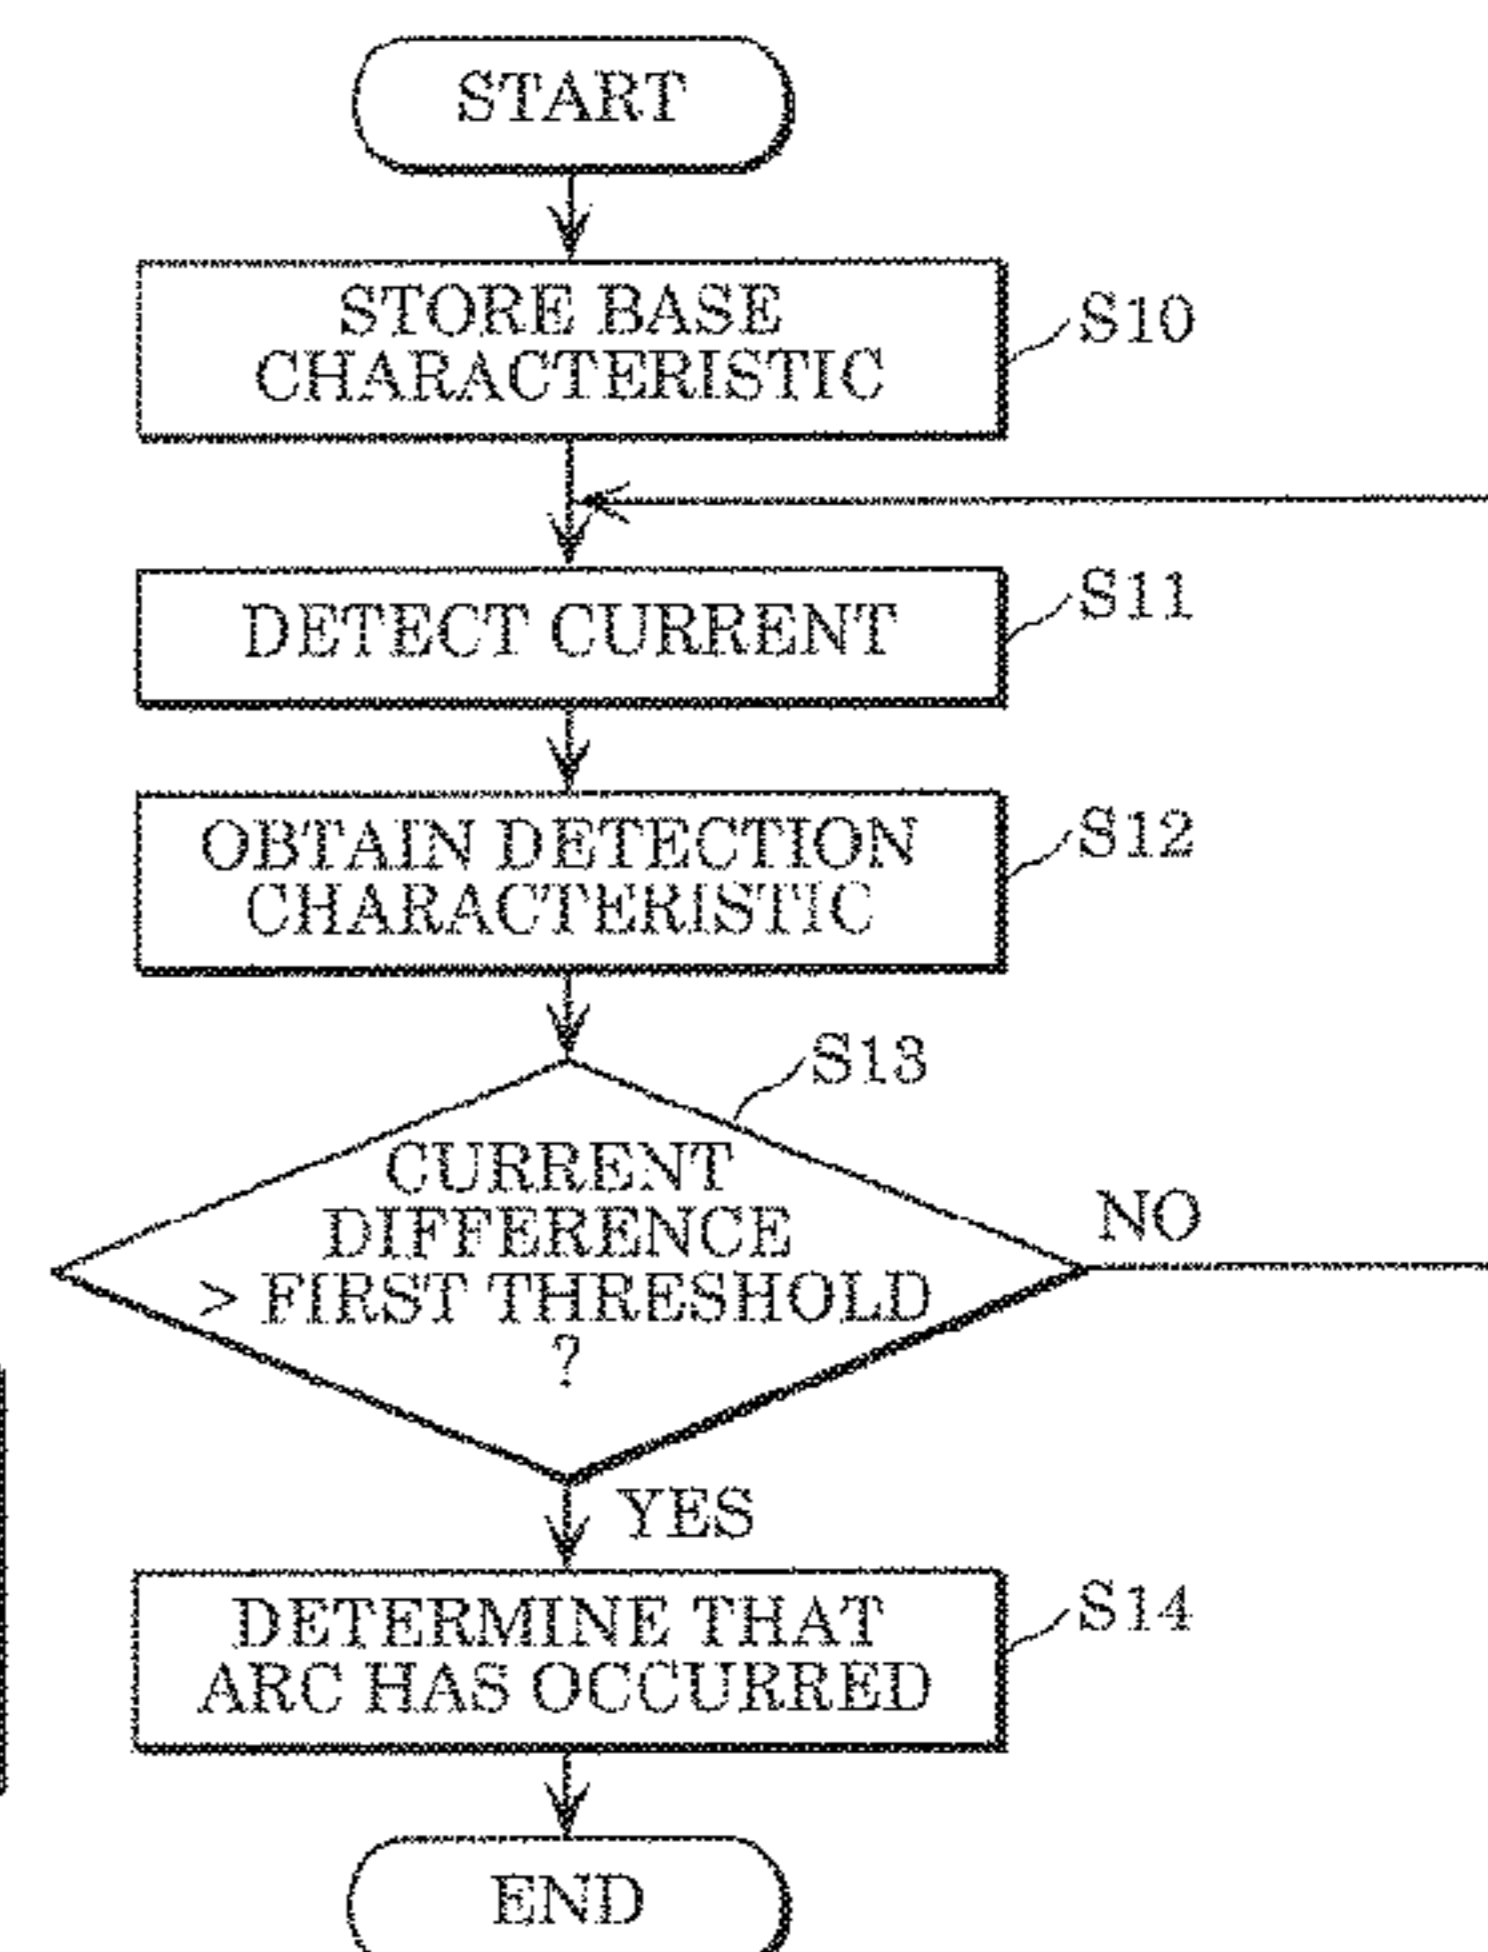 START
STORE BASE
CHARACTERISTIC
S10
DETECT CURRENT
S11
OBTAIN DETECTION
CHARACTERISTIC
S12
S13
CURRENT
DIFFERENCE
> FIRST THRESHOLD
?
NO
YES
DETERMINE THAT
ARC HAS OCCURRED
S14
END